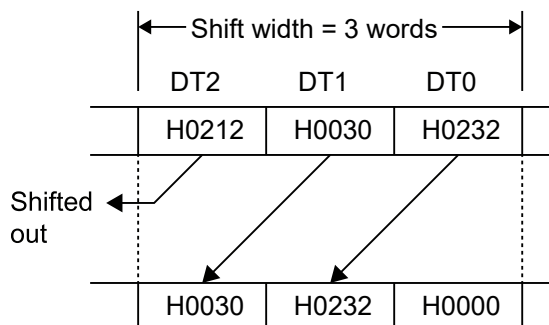 Shift width = 3 words
DT2 DT1 DT0
H0212 H0030 H0232
Shifted
out
H0030 H0232 H0000